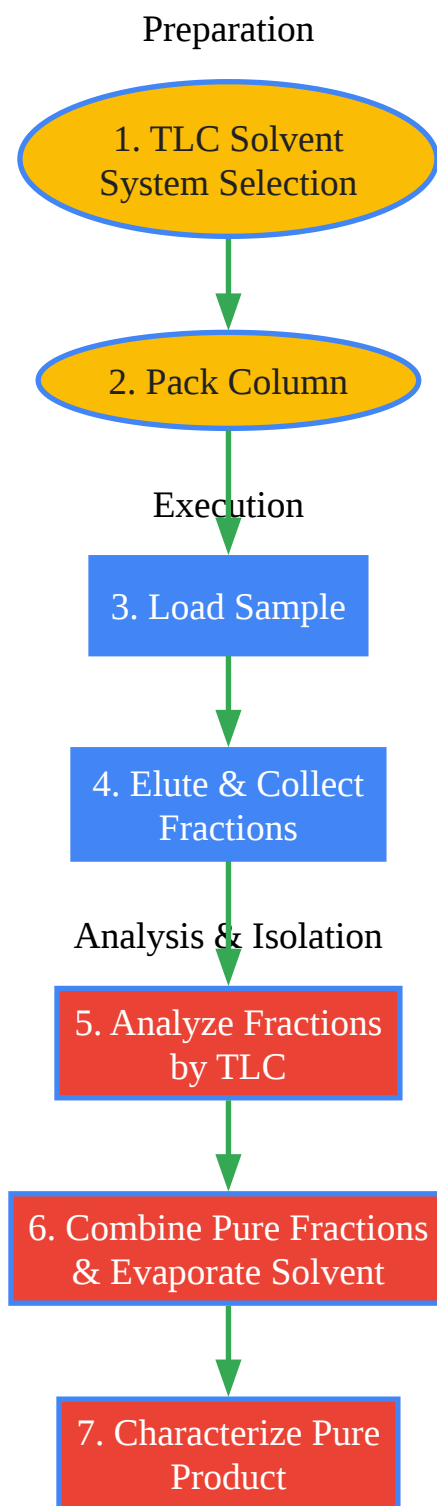 Preparation
1. TLC Solvent
System Selection
2. Pack Column
Execution
3. Load Sample
4. Elute & Collect
Fractions
Analysis & Isolation
5. Analyze Fractions
by TLC
6. Combine Pure Fractions
& Evaporate Solvent
7. Characterize Pure
Product